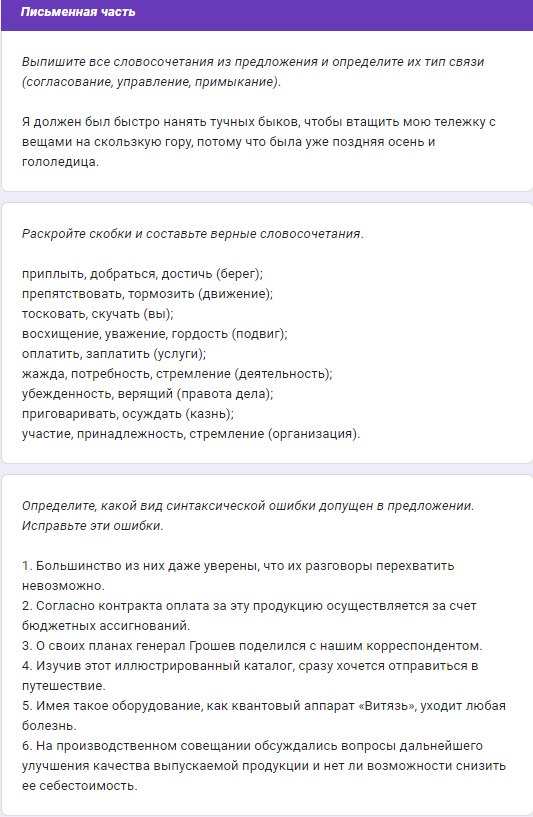 Письменная часть
Выпишите все словосочетания из предложения и определите их тип связи
(согласование, управление, примыкание).
Я должен был быстро нанять тучных быков, чтобы втащить мою тележку с
вещами на скользкую гору, потому что была уже поздняя осень и
гололедица.
Раскройте скобки и составьте верные словосочетания.
приплыть, добраться, достичь (берег);
препятствовать, тормозить (движение);
тосковать, скучать (вы);
восхищение, уважение, гордость (подвиг);
оплатить, заплатить (услуги);
жажда, потребность, стремление (деятельность);
убежденность, верящий (правота дела);
приговаривать, осуждать (казнь);
участие, принадлежность, стремление (организация).
Определите, какой вид синтаксической ошибки допущен в предложении.
Исправьте эти ошибки.
1. Большинство из них даже уверены, что их разговоры перехватить
невозможно.
2. Согласно контракта оплата за эту продукцию осуществляется за счет
бюджетных ассигнований.
3. О своих планах генерал Грошев поделился с нашим корреспондентом.
4. Изучив этот иллюстрированный каталог, сразу хочется отправиться в
путешествие.
5. Имея такое оборудование, как квантовый аппарат «Витязь», уходит любая
болезнь.
6. На производственном совещании обсуждались вопросы дальнейшего
улучшения качества выпускаемой продукции и нет ли возможности снизить
ее себестоимость.